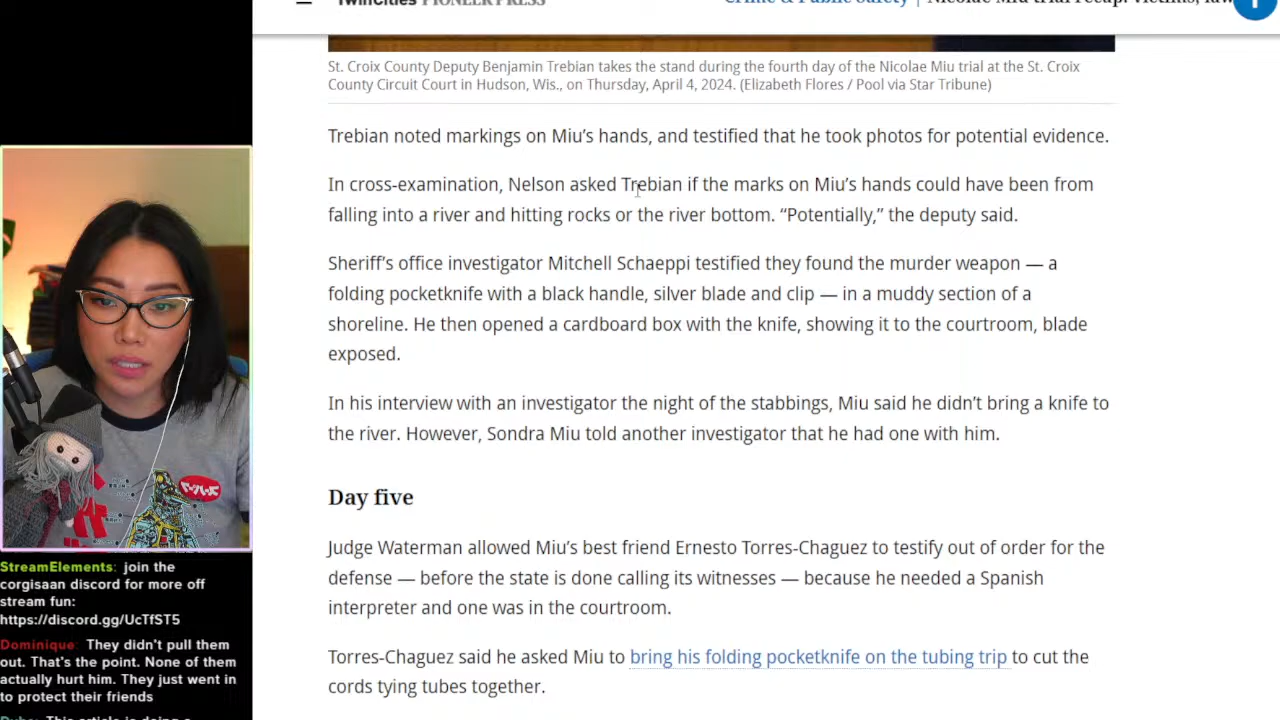 TwinCities PIONEER PRESS
Crime & Public Safety | Nicolae Miu trial recap: Victims, law
St. Croix County Deputy Benjamin Trebian takes the stand during the fourth day of the Nicolae Miu trial at the St. Croix
County Circuit Court in Hudson, Wis., on Thursday, April 4, 2024. (Elizabeth Flores / Pool via Star Tribune)
Trebian noted markings on Miu’s hands, and testified that he took photos for potential evidence.
In cross-examination, Nelson asked Trebian if the marks on Miu’s hands could have been from
falling into a river and hitting rocks or the river bottom. “Potentially,” the deputy said.
Sheriff’s office investigator Mitchell Schaeppi testified they found the murder weapon — a
folding pocketknife with a black handle, silver blade and clip — in a muddy section of a
shoreline. He then opened a cardboard box with the knife, showing it to the courtroom, blade
exposed.
In his interview with an investigator the night of the stabbings, Miu said he didn’t bring a knife to
the river. However, Sondra Miu told another investigator that he had one with him.
Day five
Judge Waterman allowed Miu’s best friend Ernesto Torres-Chaguez to testify out of order for the
defense — before the state is done calling its witnesses — because he needed a Spanish
interpreter and one was in the courtroom.
Torres-Chaguez said he asked Miu to bring his folding pocketknife on the tubing trip to cut the
cords tying tubes together.
StreamElements: join the
corgisaan discord for more off
stream fun:
https://discord.gg/UcTfST5
Dominique: They didn't pull them
out. That's the point. None of them
actually hurt him. They just went in
to protect their friends
This article is doing a